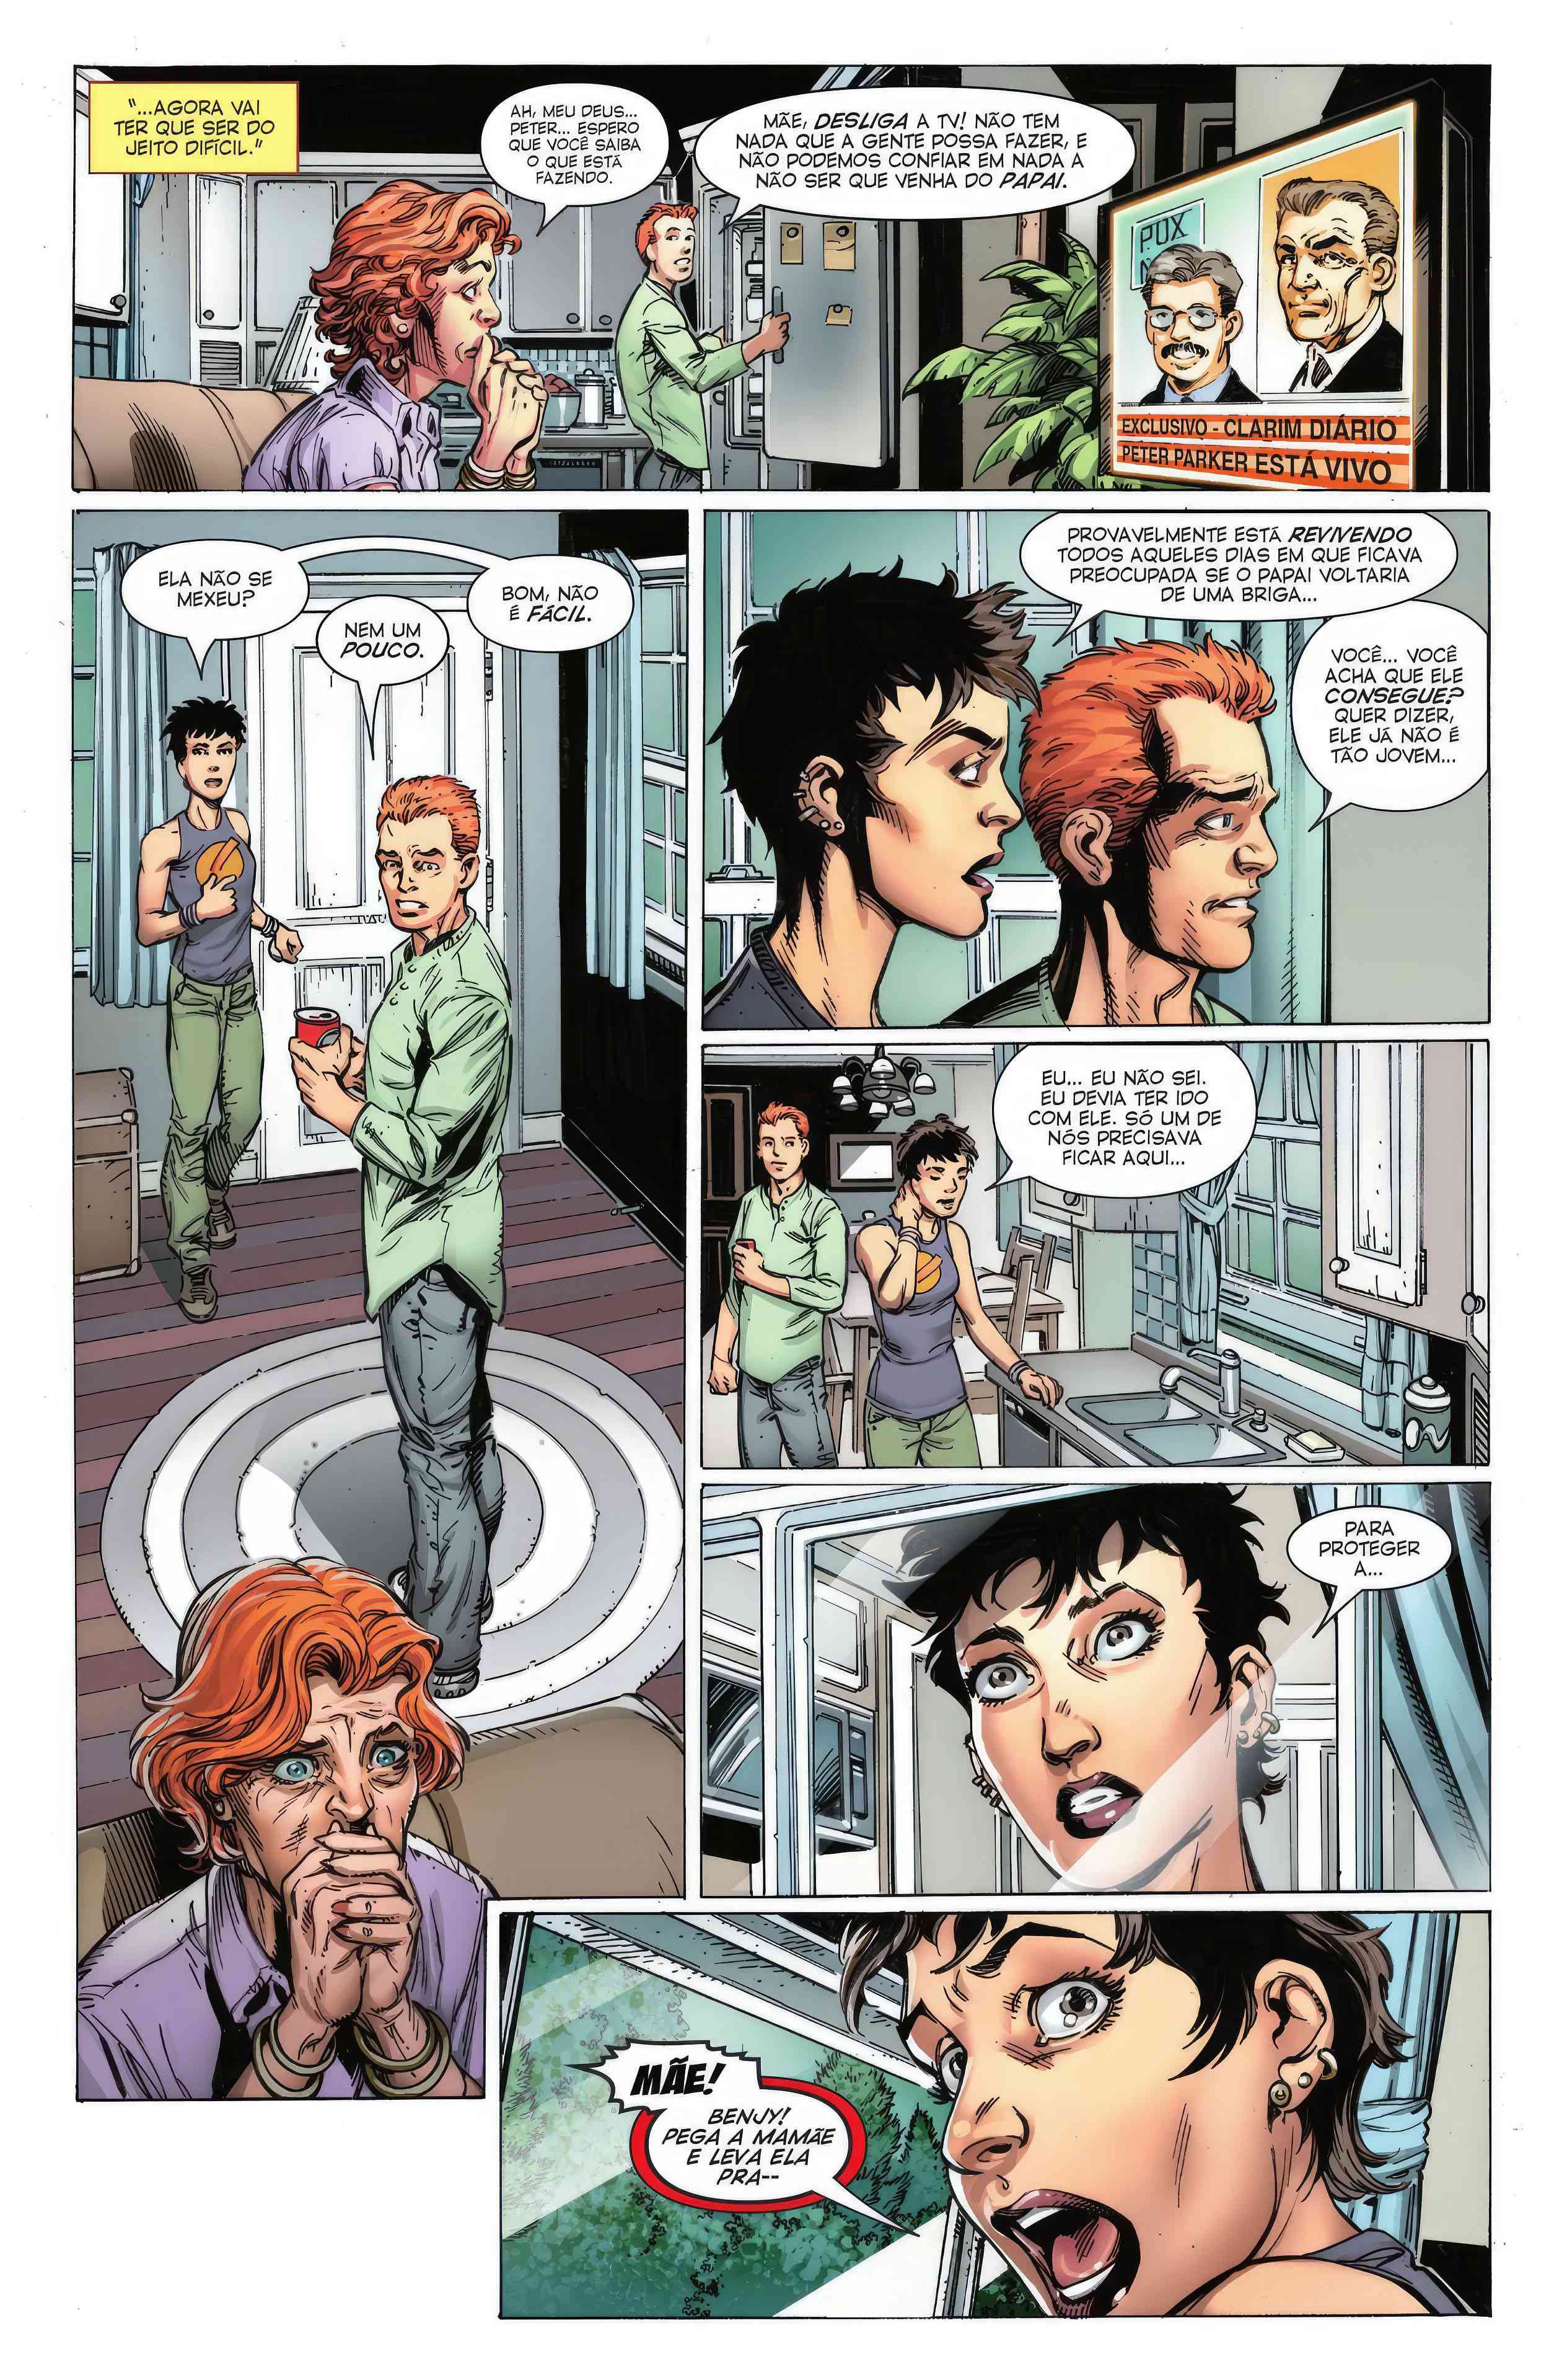 "...AGORA VAI
TER QUE SER DO
JEITO DIFÍCIL."
AH, MEU DEUS...
PETER... ESPERO
QUE VOCÊ SAIBA
O QUE ESTÁ
FAZENDO.
MÃE, DESLIGA A TV! NÃO TEM
NADA QUE A GENTE POSSA FAZER, E
NÃO PODEMOS CONFIAR EM NADA A
NÃO SER QUE VENHA DO PAPAI.
PUX
EXCLUSIVO - CLARIM DIÁRIO
PETER PARKER ESTÁ VIVO
ELA NÃO SE
MEXEU?
NEM UM
POUCO.
BOM, NÃO
É FÁCIL.
PROVAVELMENTE ESTÁ REVIVENDO
TODOS AQUELES DIAS EM QUE FICAVA
PREOCUPADA SE O PAPAI VOLTARIA
DE UMA BRIGA...
VOCÊ... VOCÊ
ACHA QUE ELE
CONSEGUE?
QUER DIZER,
ELE JÁ NÃO É
TÃO JOVEM...
EU... EU NÃO SEI.
EU DEVIA TER IDO
COM ELE. SÓ UM DE
NÓS PRECISAVA
FICAR AQUI...
PARA
PROTEGER
A...
MÃE!
BENJY!
PEGA A MAMÃE
E LEVA ELA
PRA--